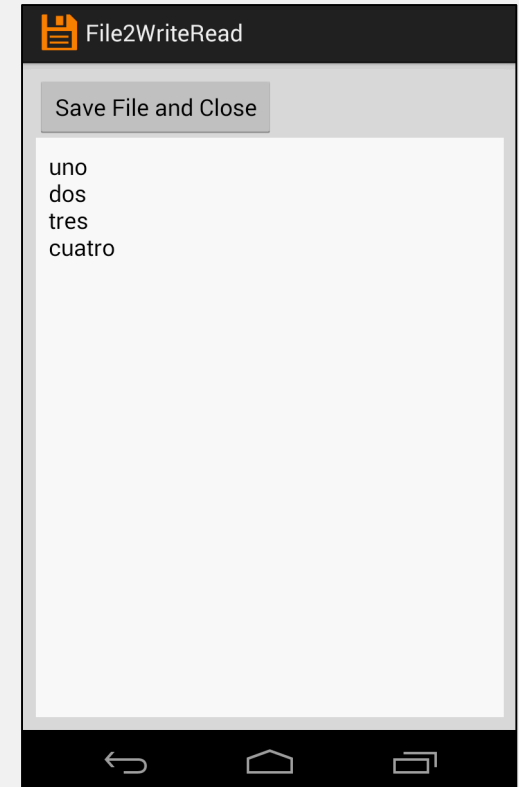 File2WriteRead
Save File and Close
uno
dos
tres
cuatro